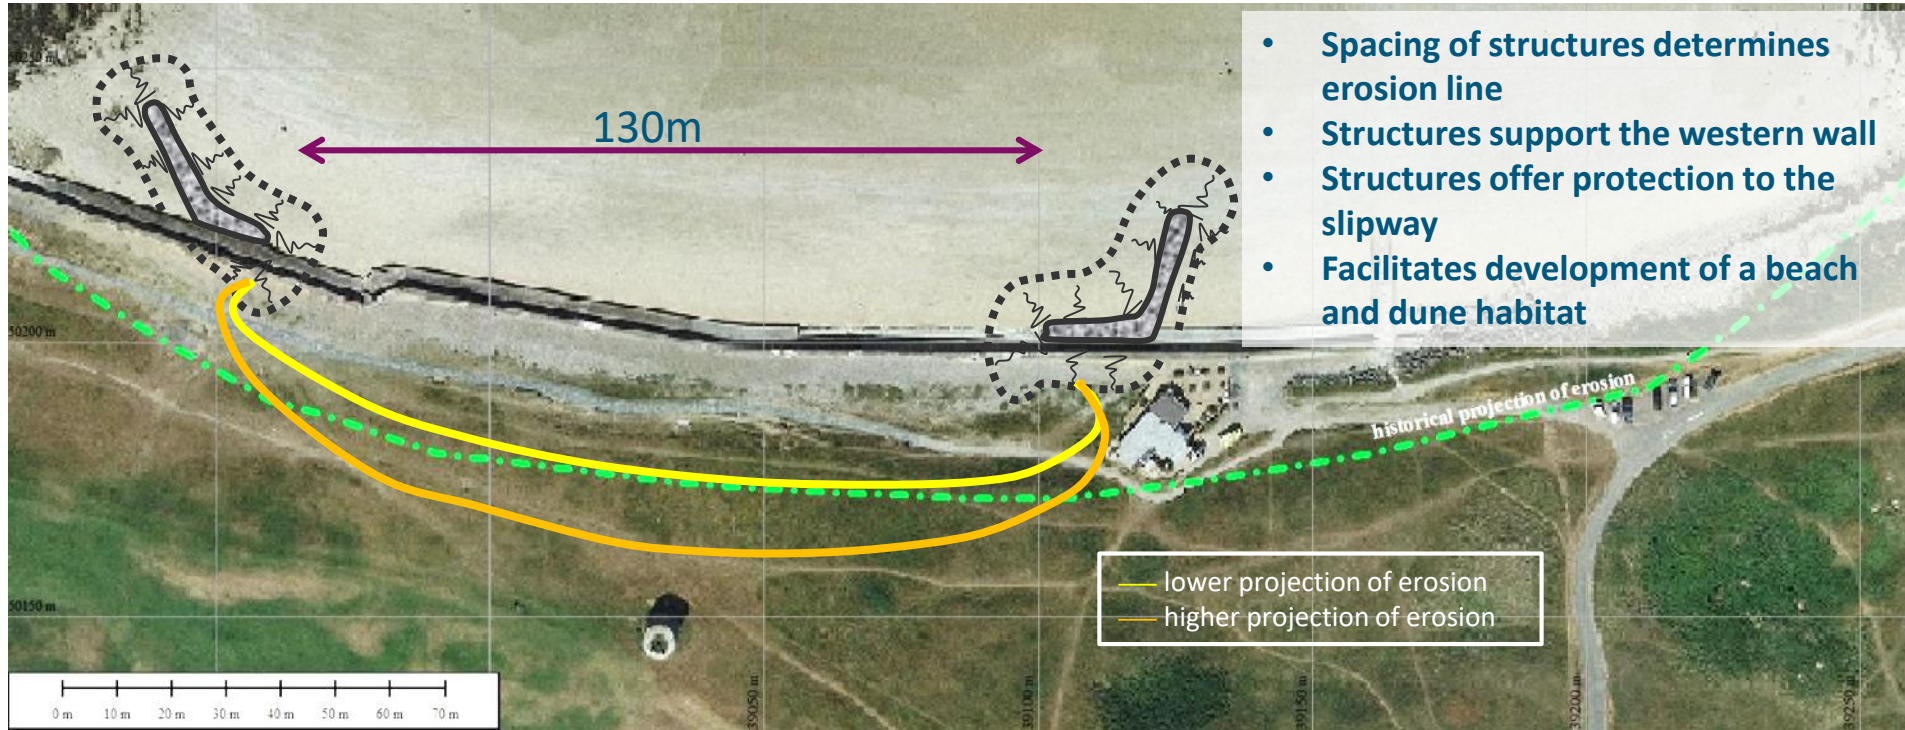 • Spacing of structures determines
erosion line
• Structures support the western wall
• Structures offer protection to the
slipway
• Facilitates development of a beach
and dune habitat
50250 m
130m
50200 m
historical projection of erosion
lower projection of erosion
higher projection of erosion
50150 m
0 m 10 m 20 m 30 m 40 m 50 m 60 m 70 m
39050 m
39100 m
39150 m
39200 m
39250 m